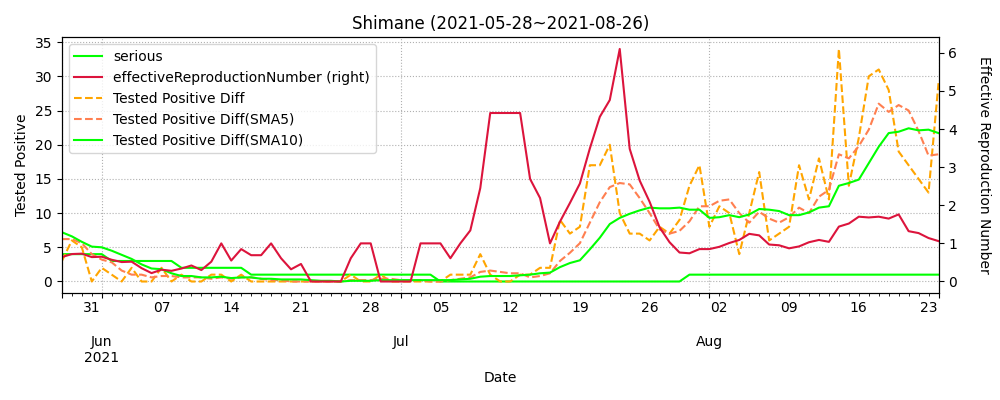 Shimane (2021-05-28~2021-08-26)
serious
effectiveReproductionNumber (right)
Tested Positive Diff
Tested Positive Diff(SMA5)
Tested Positive Diff(SMA10)
Tested Positive
35
30
25
20
15
10
5
0
6
5
4
3
2
1
0
Effective Reproduction Number
31 07 14 21 28 05 12 19 26 02 09 16 23
Jun Jul Aug
2021
Date